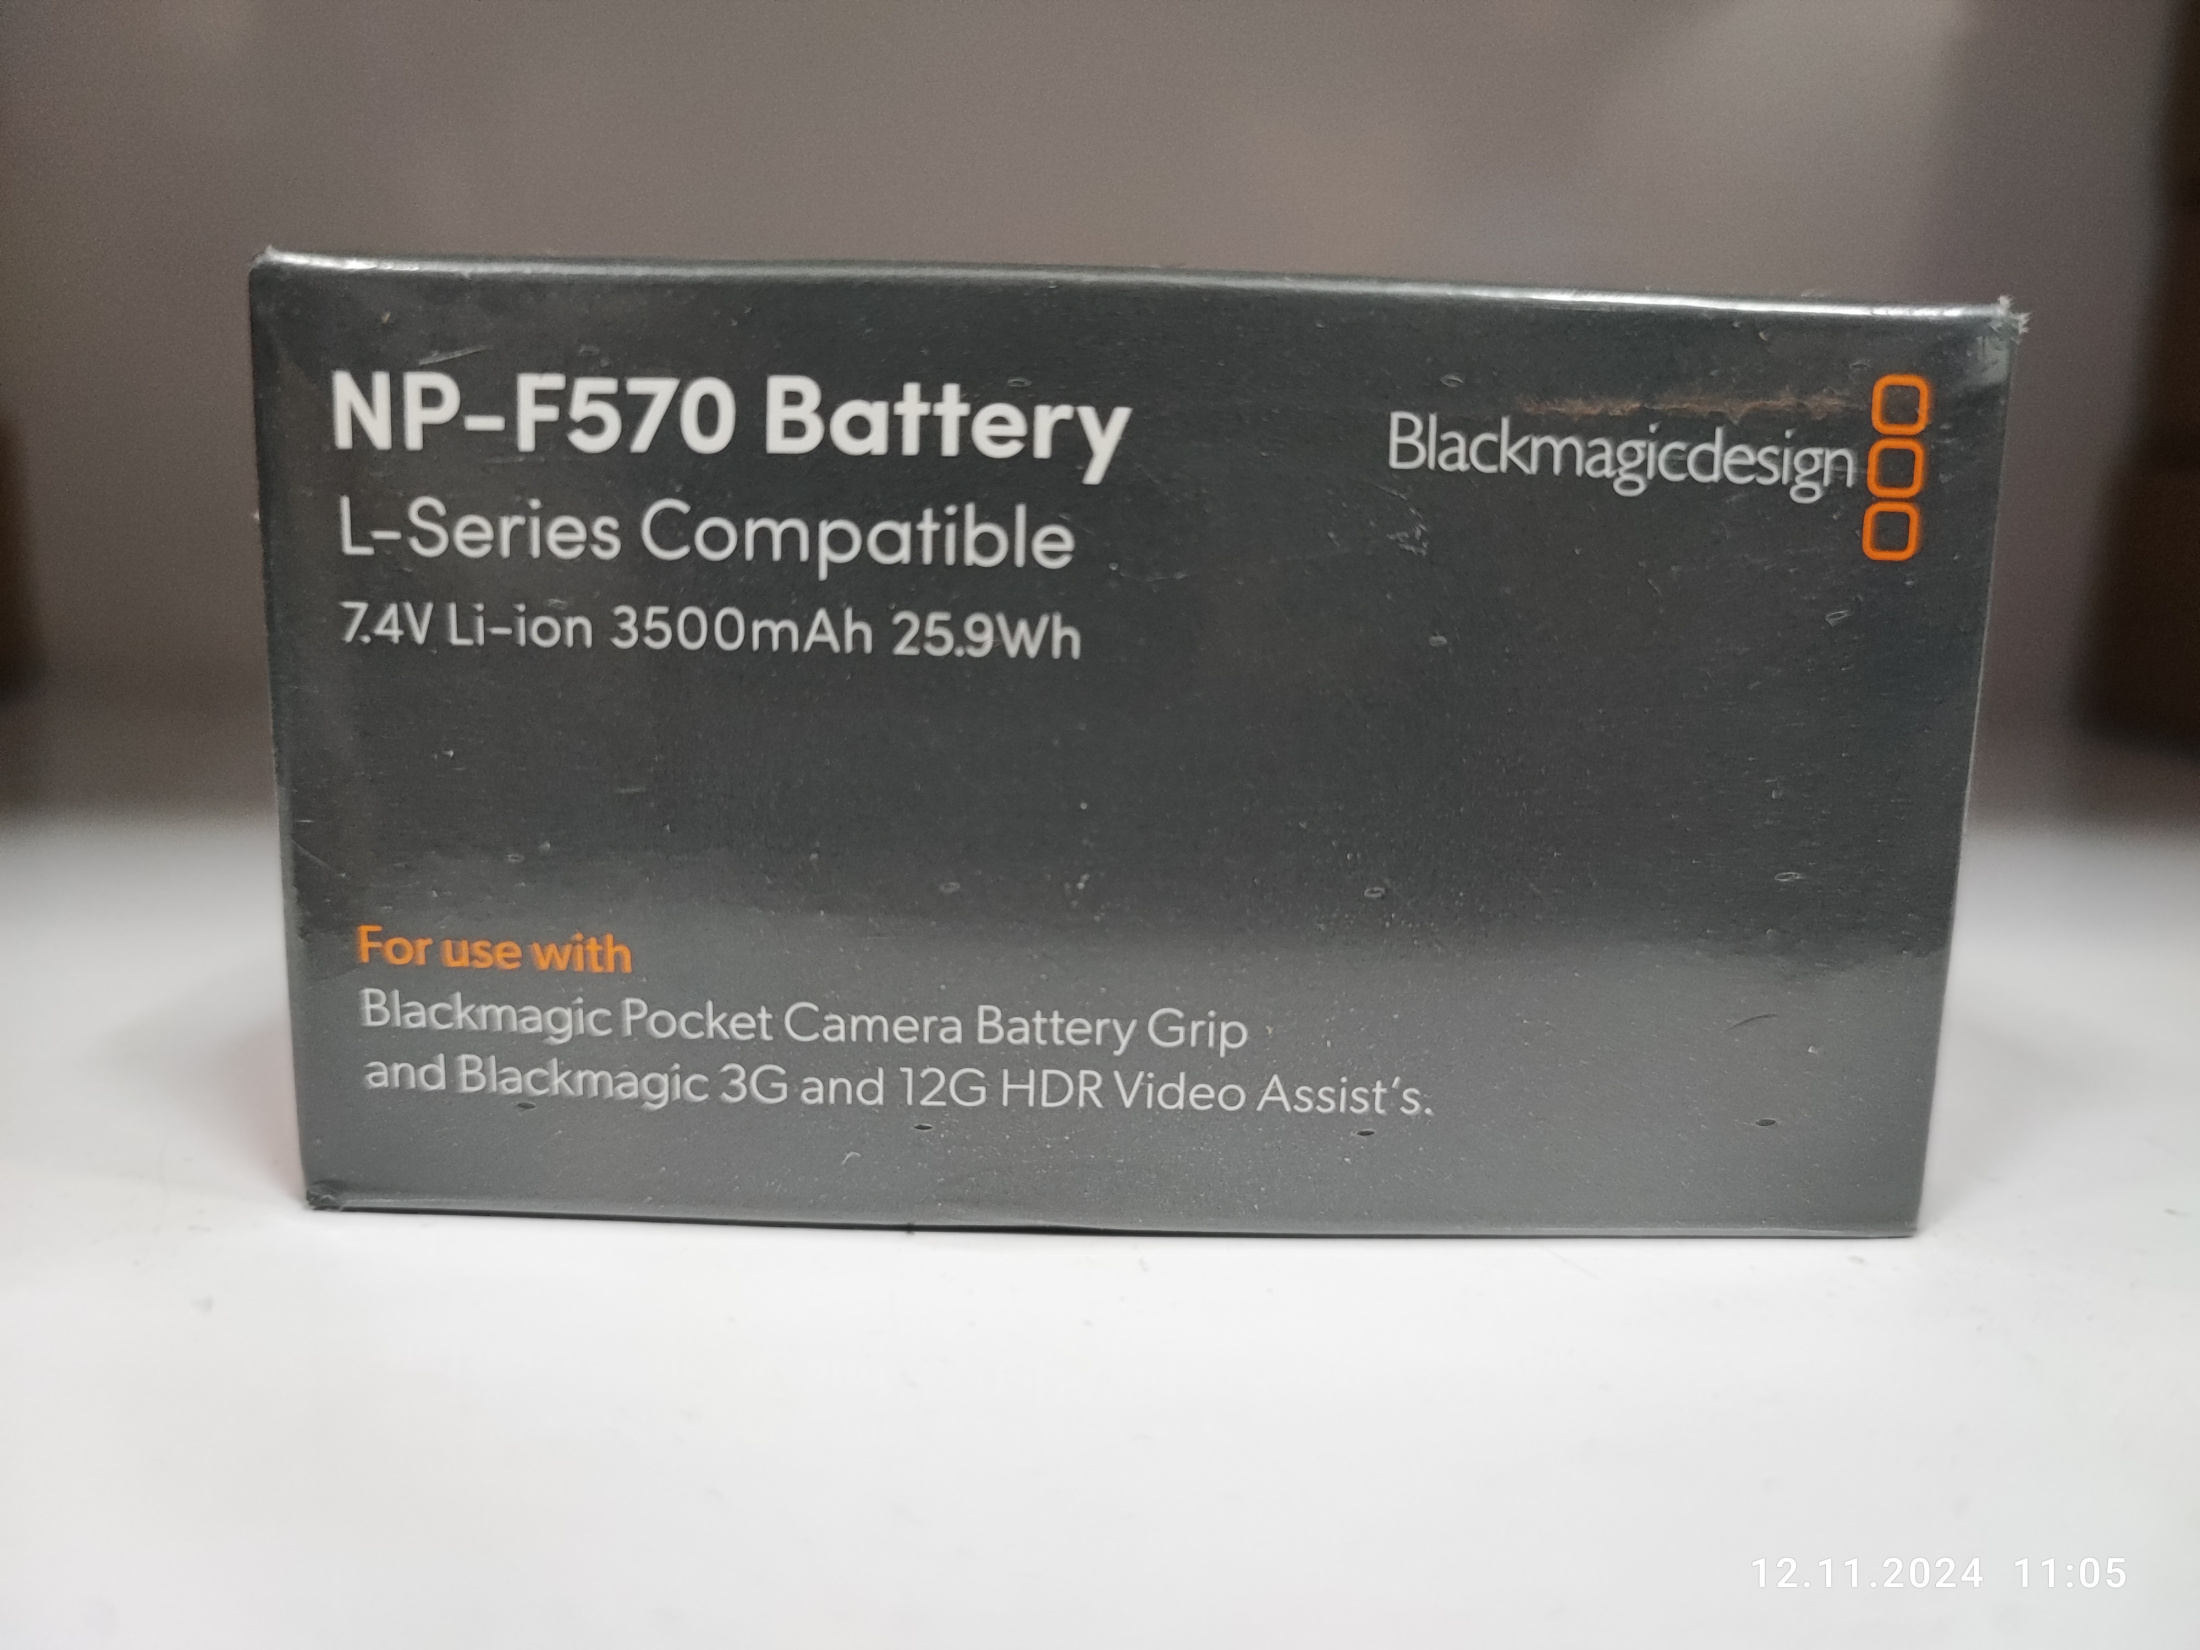 NP-F570 Battery
L-Series Compatible
7.4V Li-ion 3500mAh 25.9Wh
Blackmagicdesign
For use with
Blackmagic Pocket Camera Battery Grip
and Blackmagic 3G and 12G HDR Video Assist‘s.
12.11.2024 11:05